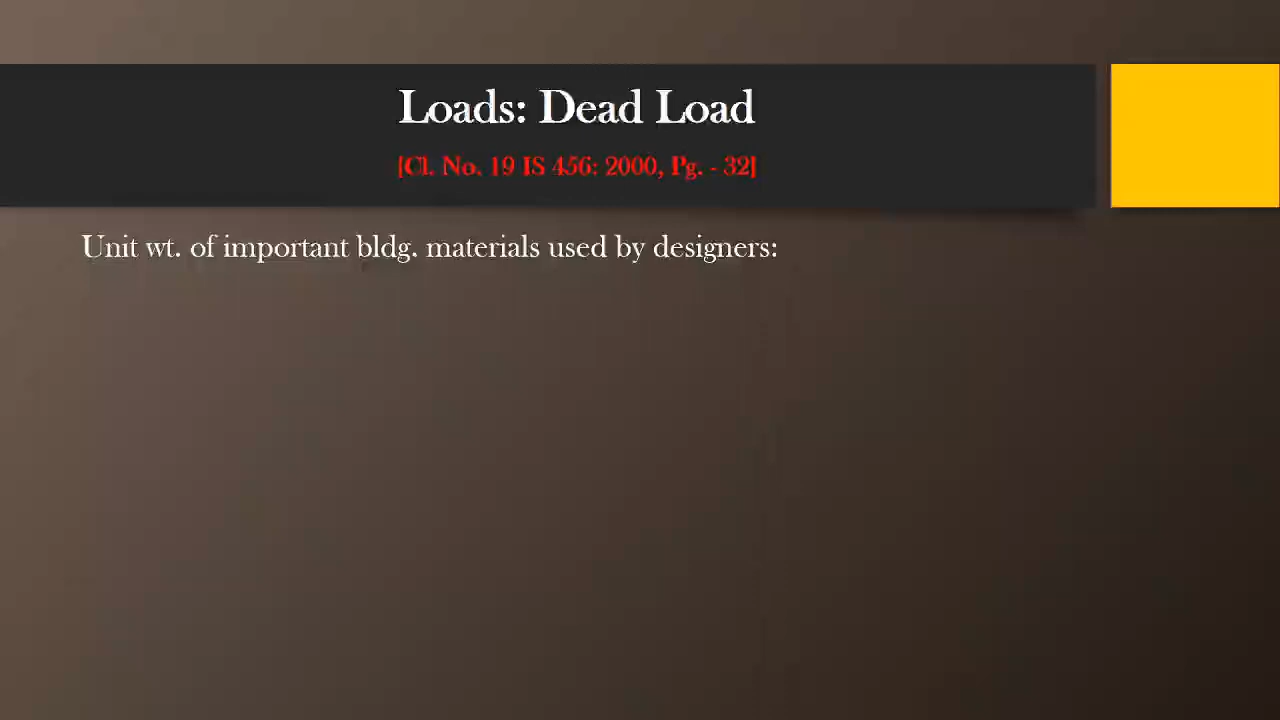 Loads: Dead Load
[Cl. No. 19 IS 456: 2000, Pg. - 32]
Unit wt. of important bldg. materials used by designers: